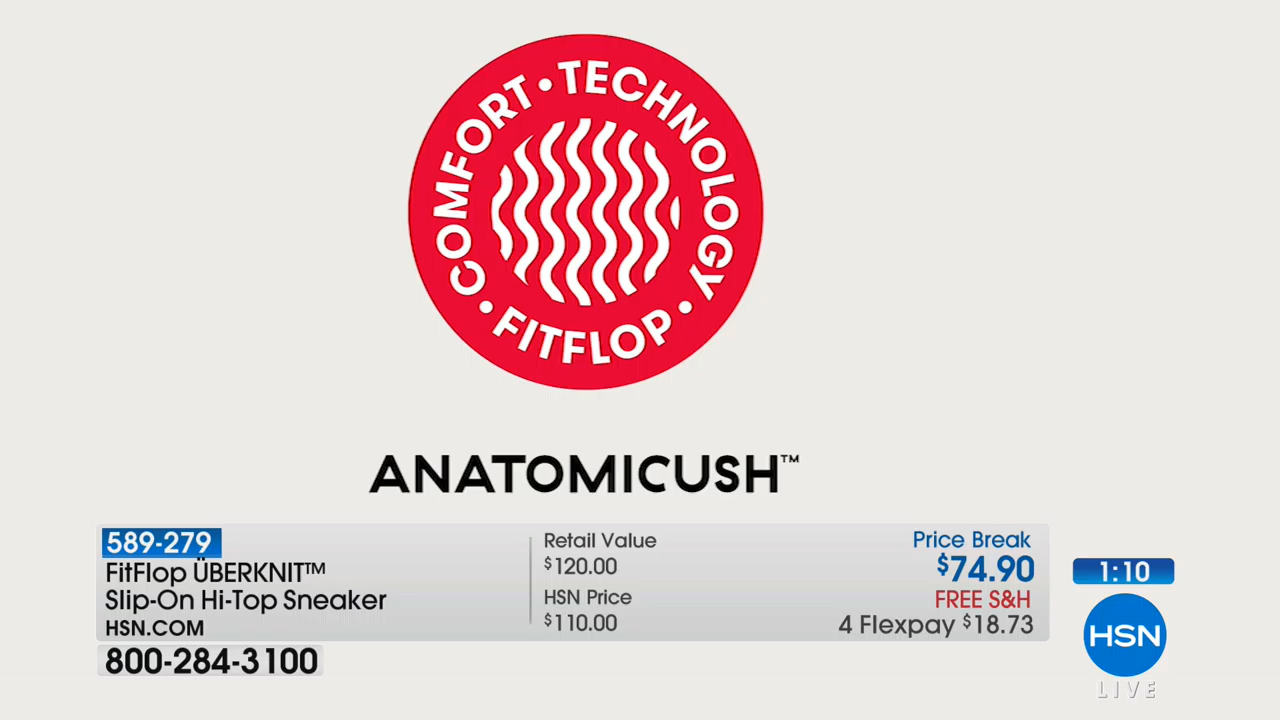 COMFORT • TECHNOLOGY • FITFLOP •
ANATOMICUSH™
589-279
FitFlop ÜBERKNIT™
Slip-On Hi-Top Sneaker
HSN.COM
800-284-3100
Retail Value
$120.00
HSN Price
$110.00
Price Break
$74.90
FREE S&H
4 Flexpay $18.73
1:10
HSN
LIVE